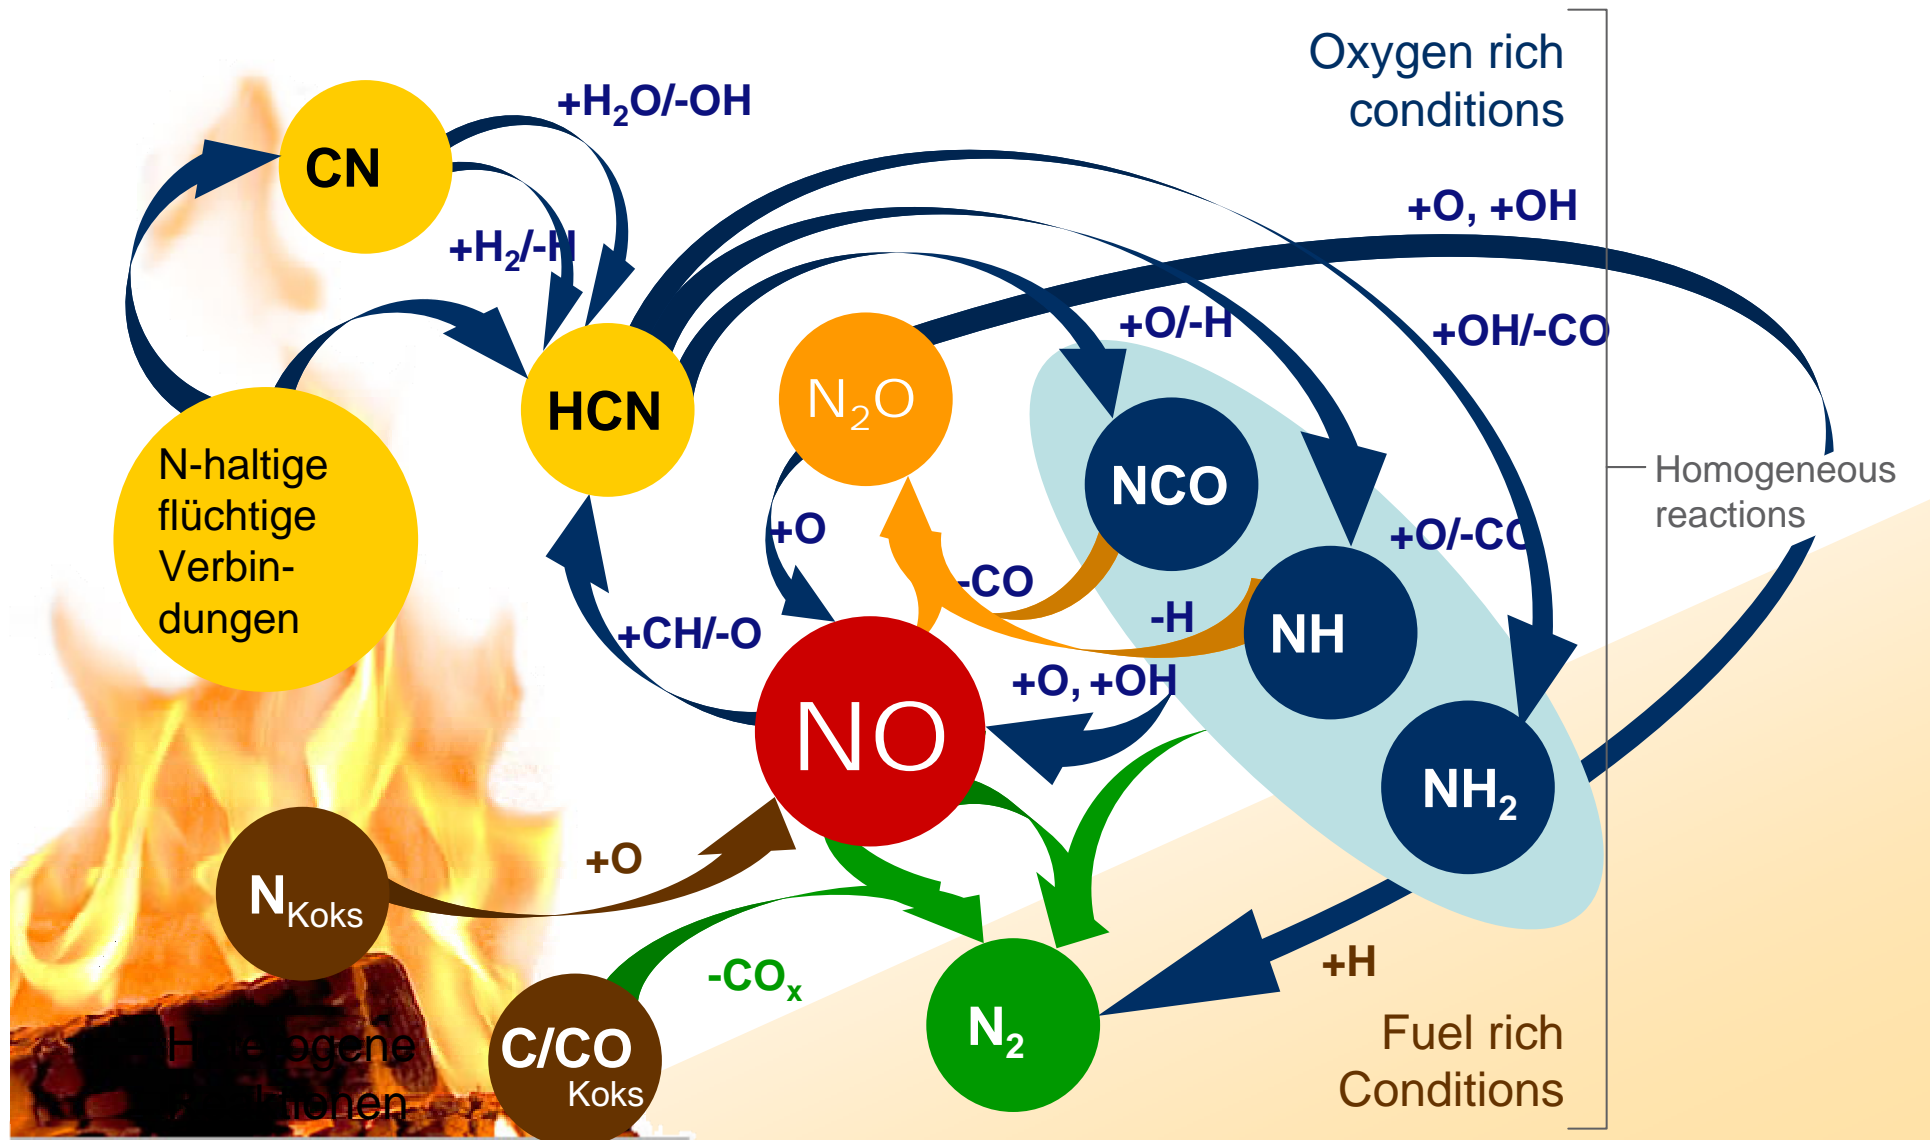 Oxygen rich
conditions
+H₂O/-OH
CN
+O, +OH
+H₂/-H
+O/-H
+OH/-CO
N₂O
HCN
N-haltige
flüchtige
Verbin-
dungen
NCO
Homogeneous
reactions
+O
+O/-CO
-CO
-H
+CH/-O
NH
+O, +OH
NO
NH₂
+O
N Koks
+H
-COₓ
N₂
C/CO
Koks
Fuel rich
Conditions